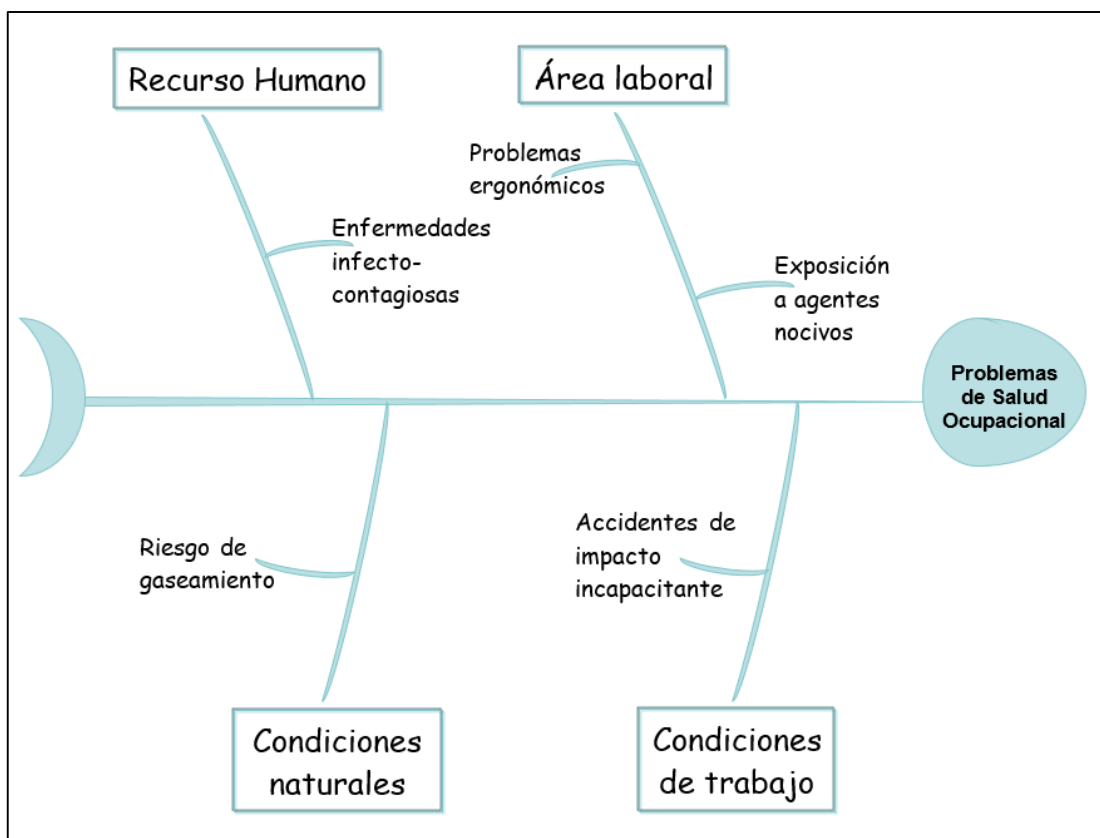 Recurso Humano
Área laboral
Problemas
ergonómicos
Enfermedades
infecto-
contagiosas
Exposición
a agentes
nocivos
Problemas
de Salud
Ocupacional
Riesgo de
gaseamiento
Accidentes de
impacto
incapacitante
Condiciones
naturales
Condiciones
de trabajo